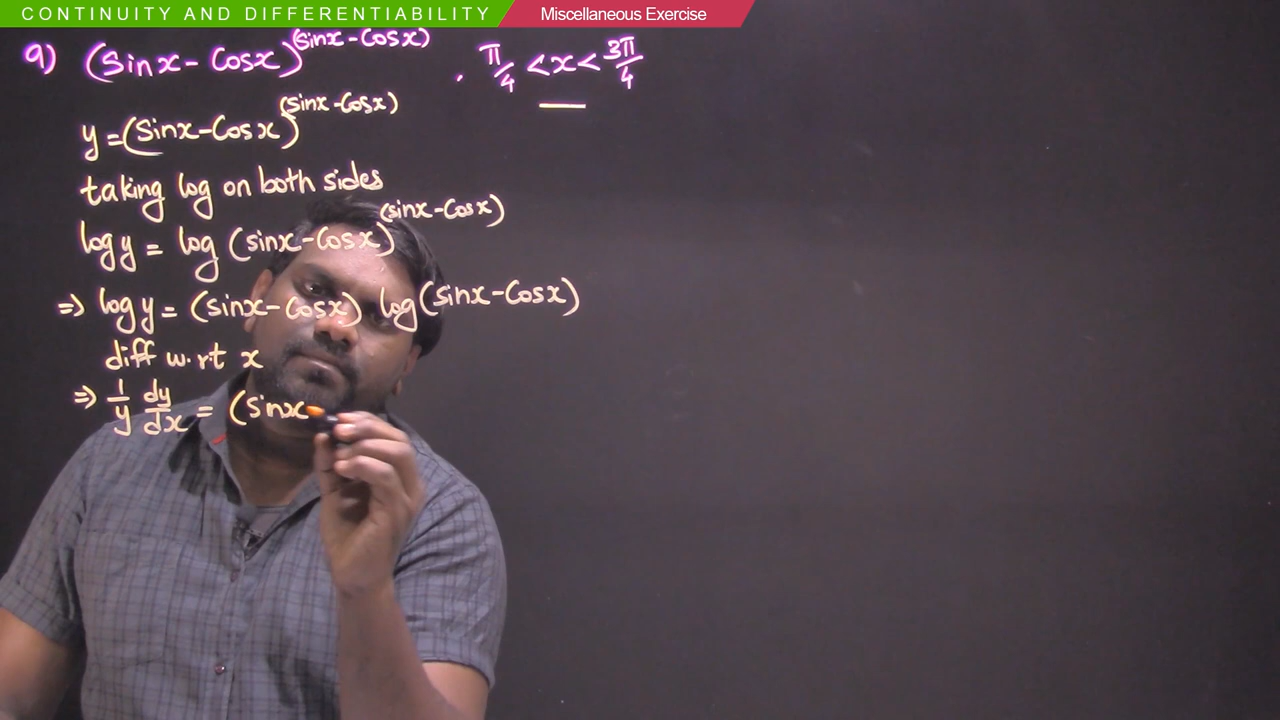 CONTINUITY AND DIFFERENTIABILITY
Miscellaneous Exercise
9) (Sinx - Cosx)^(sinx-Cosx) , π/4 < x < 3π/4
y = (Sinx-Cosx)^(sinx-Cosx)
taking log on both sides
log y = log (sinx-Cosx)^(sinx-Cosx)
=> log y = (sinx-Cosx) log (sinx-Cosx)
diff w.r.t x
=> 1/y dy/dx = (sinx